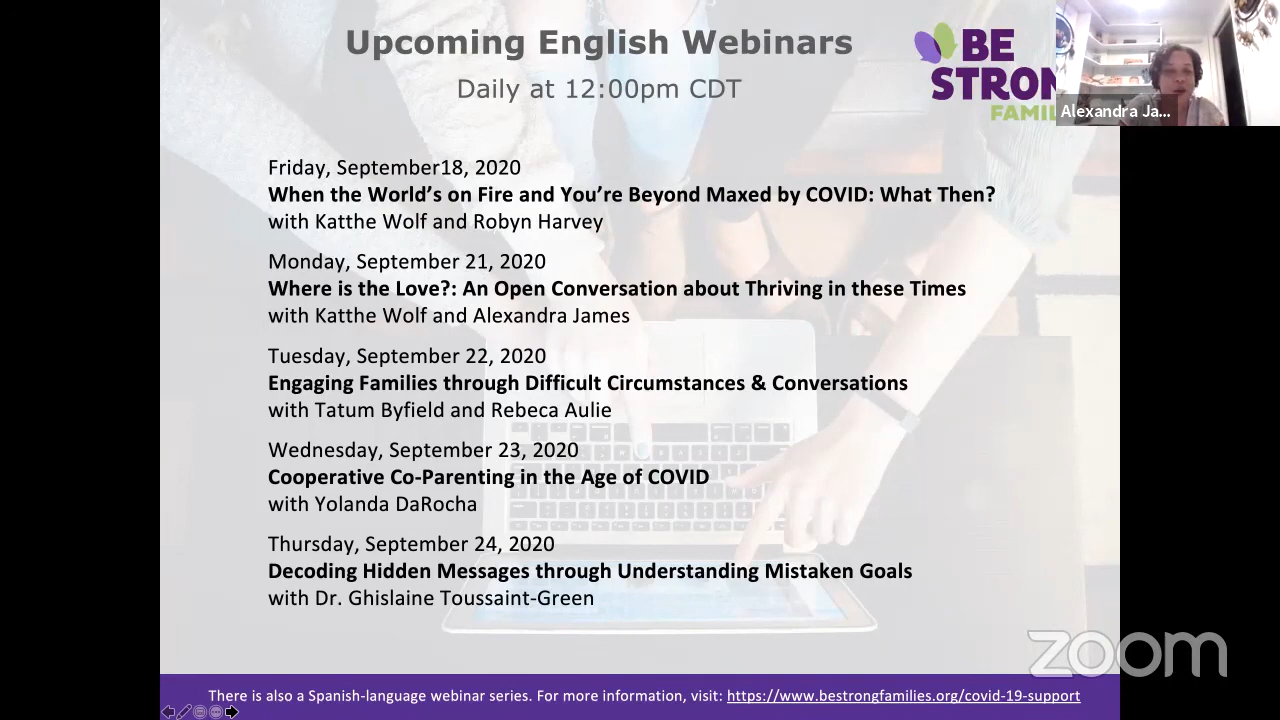 Upcoming English Webinars
Daily at 12:00pm CDT
BE
STRON
FAMIL
Alexandra Ja...
Friday, September18, 2020
When the World’s on Fire and You’re Beyond Maxed by COVID: What Then?
with Katthe Wolf and Robyn Harvey
Monday, September 21, 2020
Where is the Love?: An Open Conversation about Thriving in these Times
with Katthe Wolf and Alexandra James
Tuesday, September 22, 2020
Engaging Families through Difficult Circumstances & Conversations
with Tatum Byfield and Rebeca Aulie
Wednesday, September 23, 2020
Cooperative Co-Parenting in the Age of COVID
with Yolanda DaRocha
Thursday, September 24, 2020
Decoding Hidden Messages through Understanding Mistaken Goals
with Dr. Ghislaine Toussaint-Green
zoom
There is also a Spanish-language webinar series. For more information, visit: https://www.bestrongfamilies.org/covid-19-support